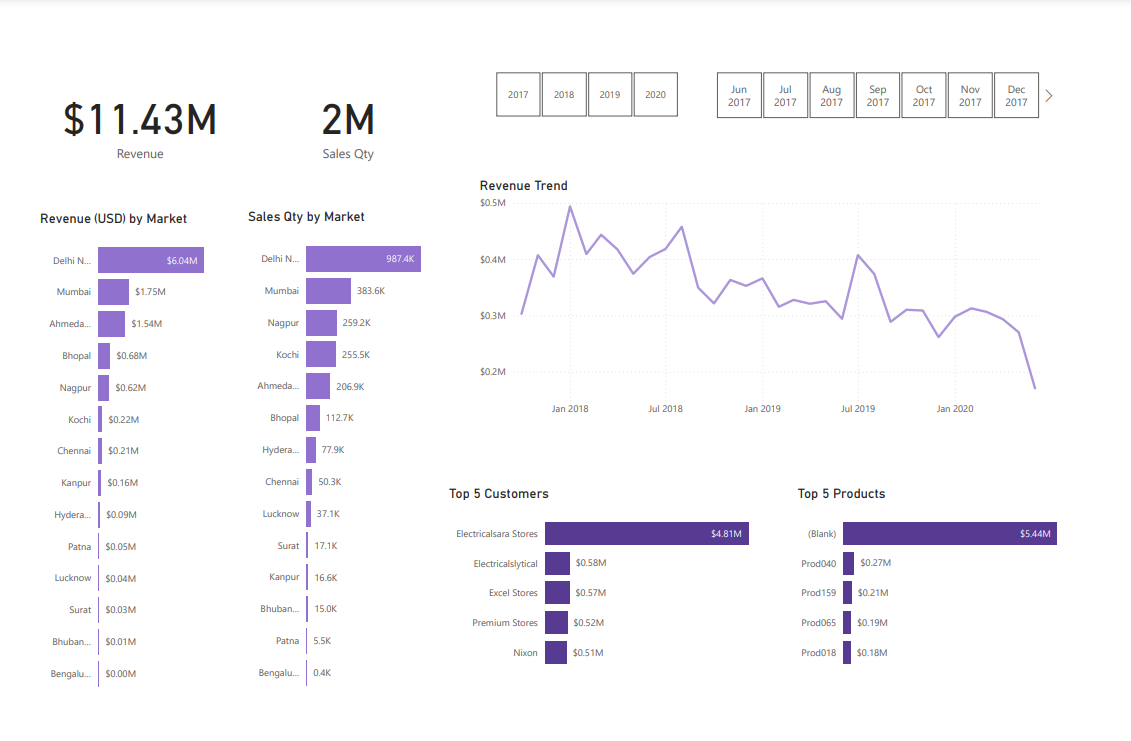 2017
2018
2019
2020
Jun
2017
Jul
2017
Aug
2017
Sep
2017
Oct
2017
Nov
2017
Dec
2017
$11.43M
Revenue
2M
Sales Qty
Revenue (USD) by Market
Delhi N... $6.04M
Mumbai $1.75M
Ahmeda... $1.54M
Bhopal $0.68M
Nagpur $0.62M
Kochi $0.22M
Chennai $0.21M
Kanpur $0.16M
Hydera... $0.09M
Patna $0.05M
Lucknow $0.04M
Surat $0.03M
Bhuban... $0.01M
Bengalu... $0.00M
Sales Qty by Market
Delhi N... 987.4K
Mumbai 383.6K
Nagpur 259.2K
Kochi 255.5K
Ahmeda... 206.9K
Bhopal 112.7K
Hydera... 77.9K
Chennai 50.3K
Lucknow 37.1K
Surat 17.1K
Kanpur 16.6K
Bhuban... 15.0K
Patna 5.5K
Bengalu... 0.4K
Revenue Trend
$0.5M
$0.4M
$0.3M
$0.2M
Jan 2018 Jul 2018 Jan 2019 Jul 2019 Jan 2020
Top 5 Customers
Electricalsara Stores $4.81M
Electricalslytical $0.58M
Excel Stores $0.57M
Premium Stores $0.52M
Nixon $0.51M
Top 5 Products
(Blank) $5.44M
Prod040 $0.27M
Prod159 $0.21M
Prod065 $0.19M
Prod018 $0.18M